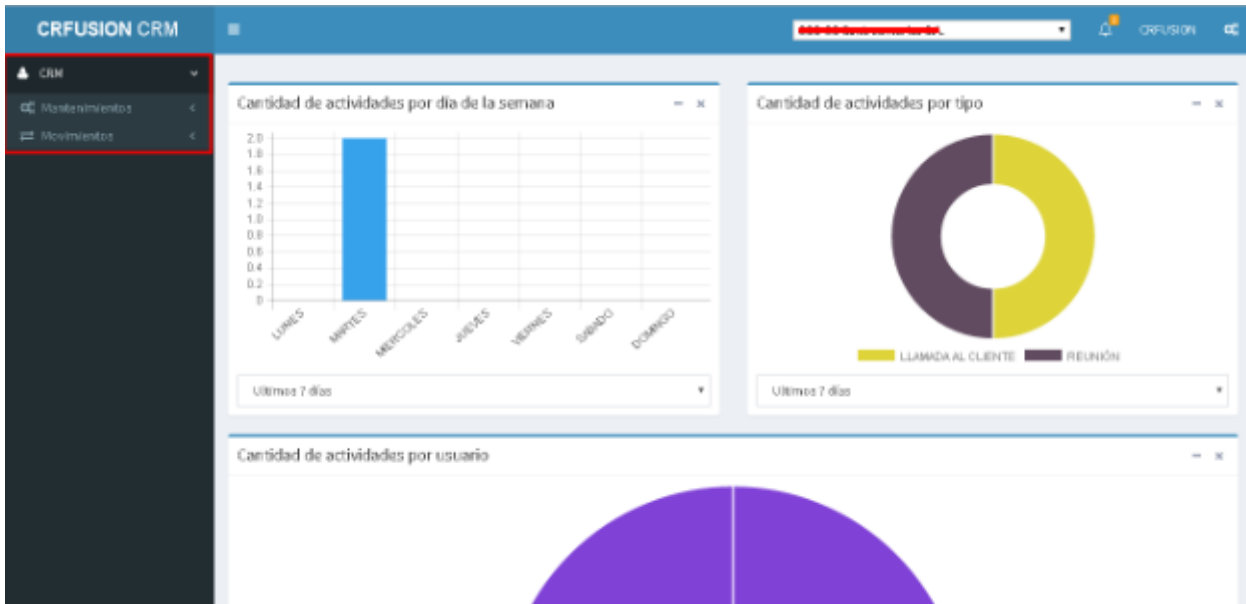 CRFUSION CRM
CRFUSION
CRM
Mantenimientos
Movimientos
Cantidad de actividades por día de la semana
2.0
1.8
1.6
1.4
1.2
1.0
0.8
0.6
0.4
0.2
0
LUNES MARTES MIERCOLES JUEVES VIERNES SABADO DOMINGO
Ultimos 7 días
Cantidad de actividades por tipo
LLAMADA AL CLIENTE REUNIÓN
Ultimos 7 días
Cantidad de actividades por usuario